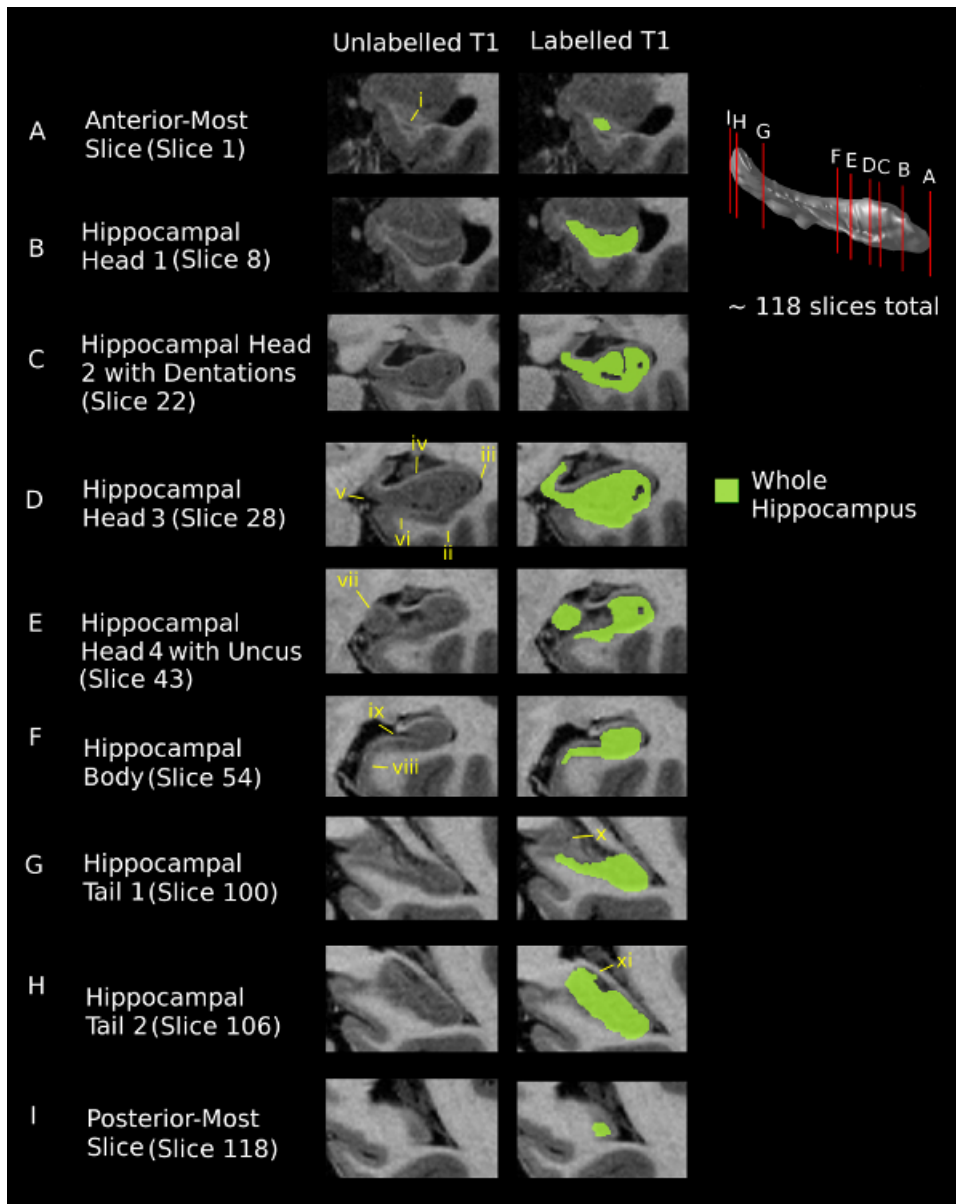 Unlabelled T1
Labelled T1
A
Anterior-Most
Slice (Slice 1)
i
I
H
G
F
E
D
C
B
A
B
Hippocampal
Head 1 (Slice 8)
~ 118 slices total
C
Hippocampal Head
2 with Dentations
(Slice 22)
D
Hippocampal
Head 3 (Slice 28)
iv
iii
v
vi
ii
Whole
Hippocampus
E
Hippocampal
Head 4 with Uncus
(Slice 43)
vii
F
Hippocampal
Body (Slice 54)
ix
viii
G
Hippocampal
Tail 1 (Slice 100)
x
H
Hippocampal
Tail 2 (Slice 106)
xi
I
Posterior-Most
Slice (Slice 118)